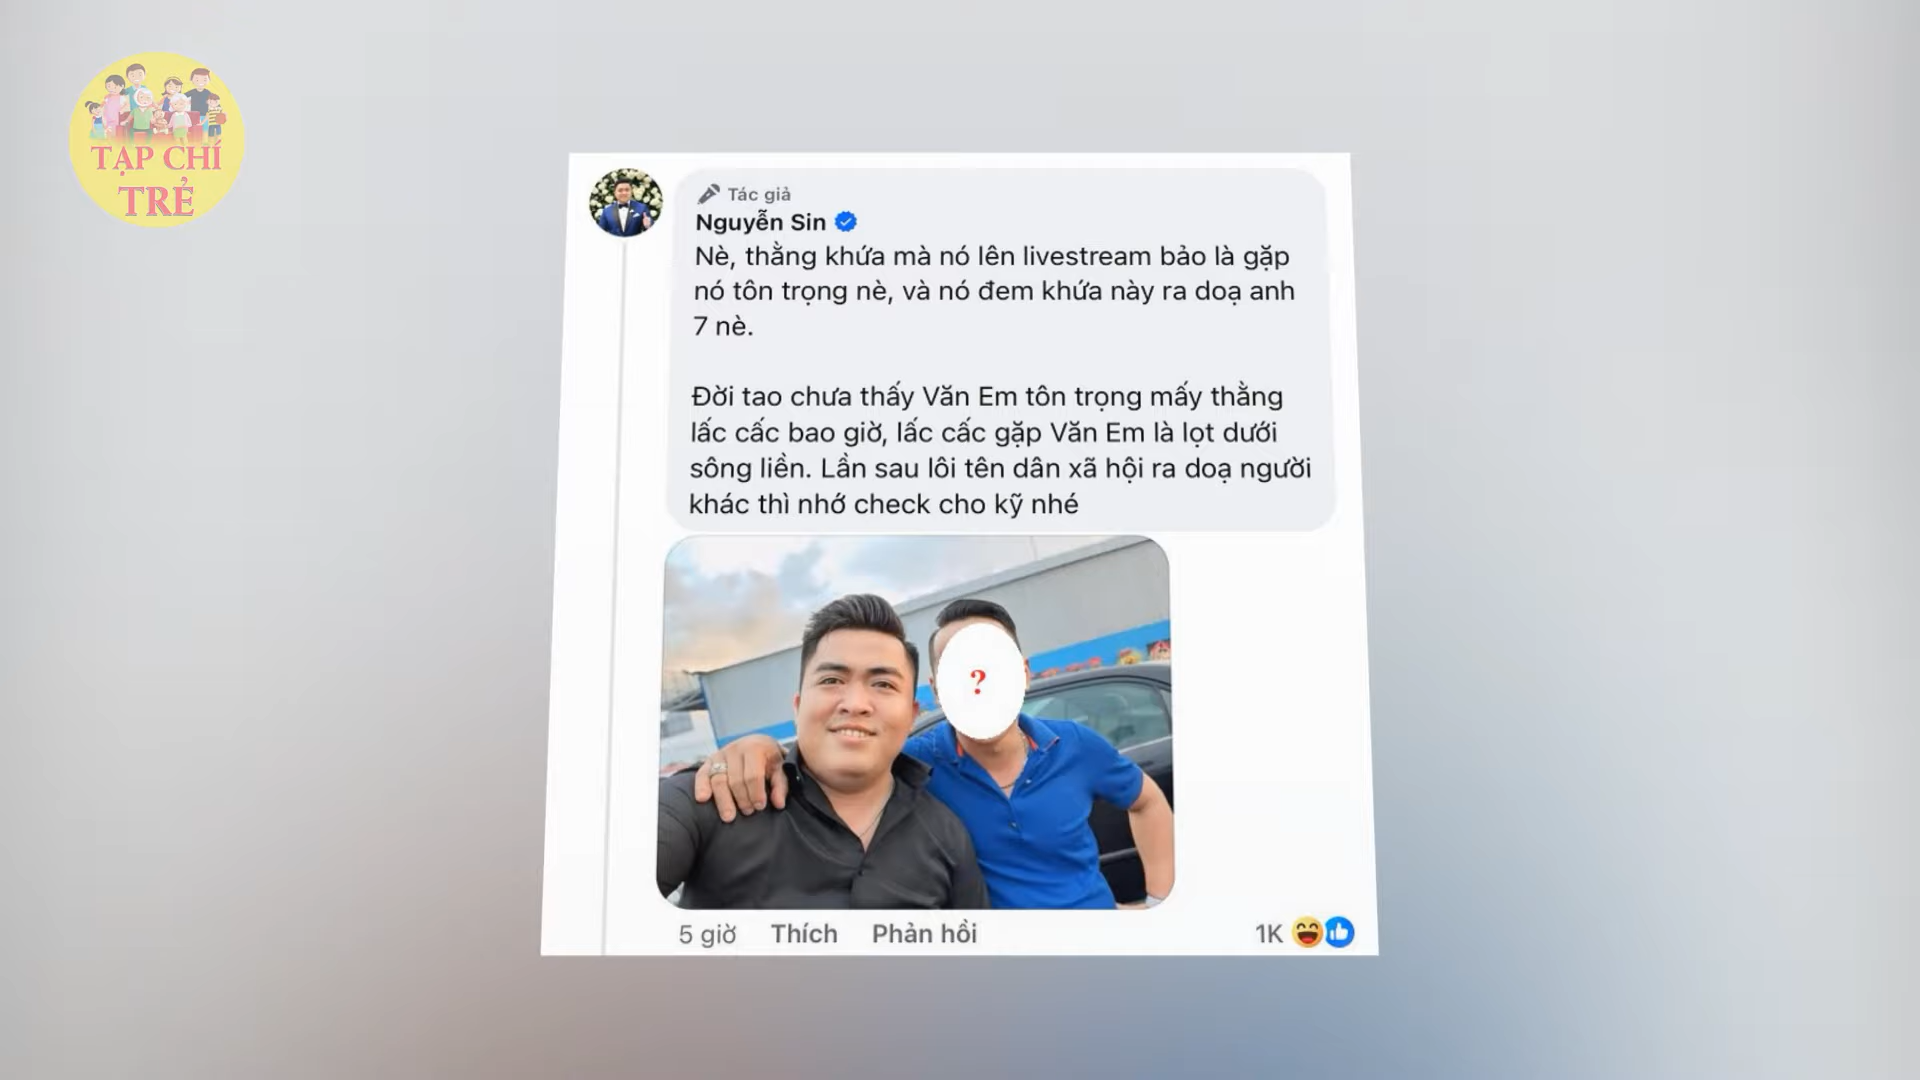 TẠP CHÍ
TRẺ
Tác giả
Nguyễn Sin
Nè, thằng khứa mà nó lên livestream bảo là gặp
nó tôn trọng nè, và nó đem khứa này ra doạ anh
7 nè.
Đời tao chưa thấy Văn Em tôn trọng mấy thằng
lấc cấc bao giờ, lấc cấc gặp Văn Em là lọt dưới
sông liền. Lần sau lôi tên dân xã hội ra doạ người
khác thì nhớ check cho kỹ nhé
?
5 giờ Thích Phản hồi 1K